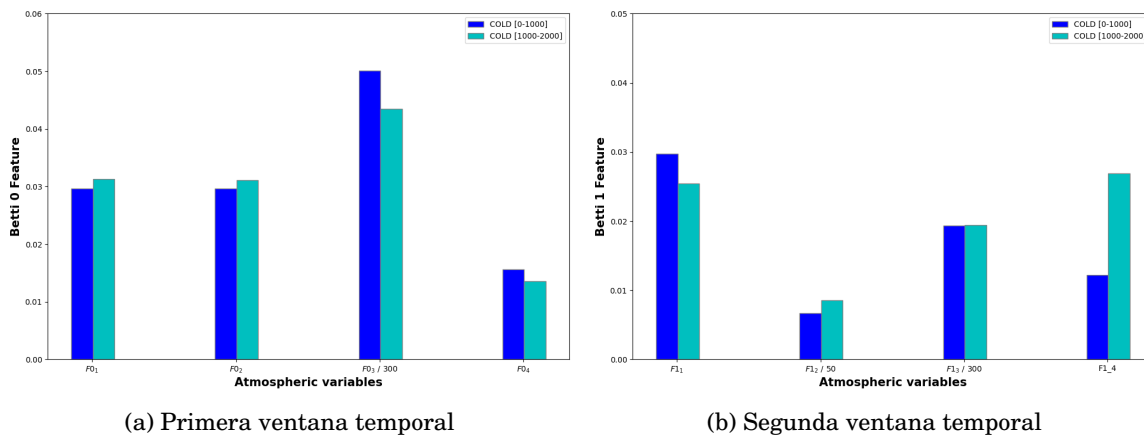 0.06
0.05
0.04
0.03
0.02
0.01
0.00
Betti 0 Feature
COLD [0-1000]
COLD [1000-2000]
F0₁
F0₂
F0₃ / 300
F0₄
Atmospheric variables
(a) Primera ventana temporal
0.05
0.04
0.03
0.02
0.01
0.00
Betti 1 Feature
COLD [0-1000]
COLD [1000-2000]
F1₁
F1₂ / 50
F1₃ / 300
F1_4
Atmospheric variables
(b) Segunda ventana temporal